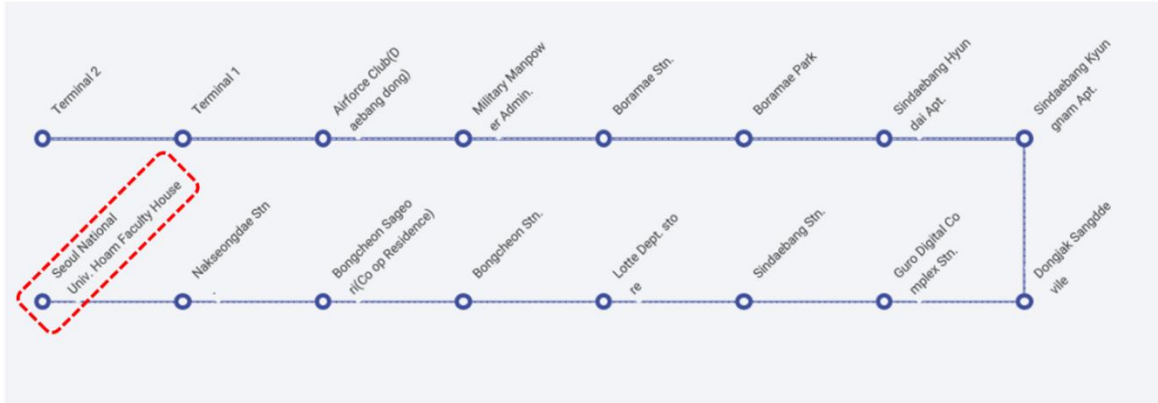 Terminal 2
Terminal 1
Airforce Club(D
aebang dong)
Military Manpow
er Admin.
Boramae Stn.
Boramae Park
Sindaebang Hyun
dai Apt.
Sindaebang Kyun
gnam Apt.
Seoul National
Univ. Hoam Faculty House
Nakseongdae Stn
Bongcheon Sageo
ri(Co op Residence)
Bongcheon Stn.
Lotte Dept. sto
re
Sindaebang Stn.
Guro Digital Co
mplex Stn.
Dongjak Sangdde
vile